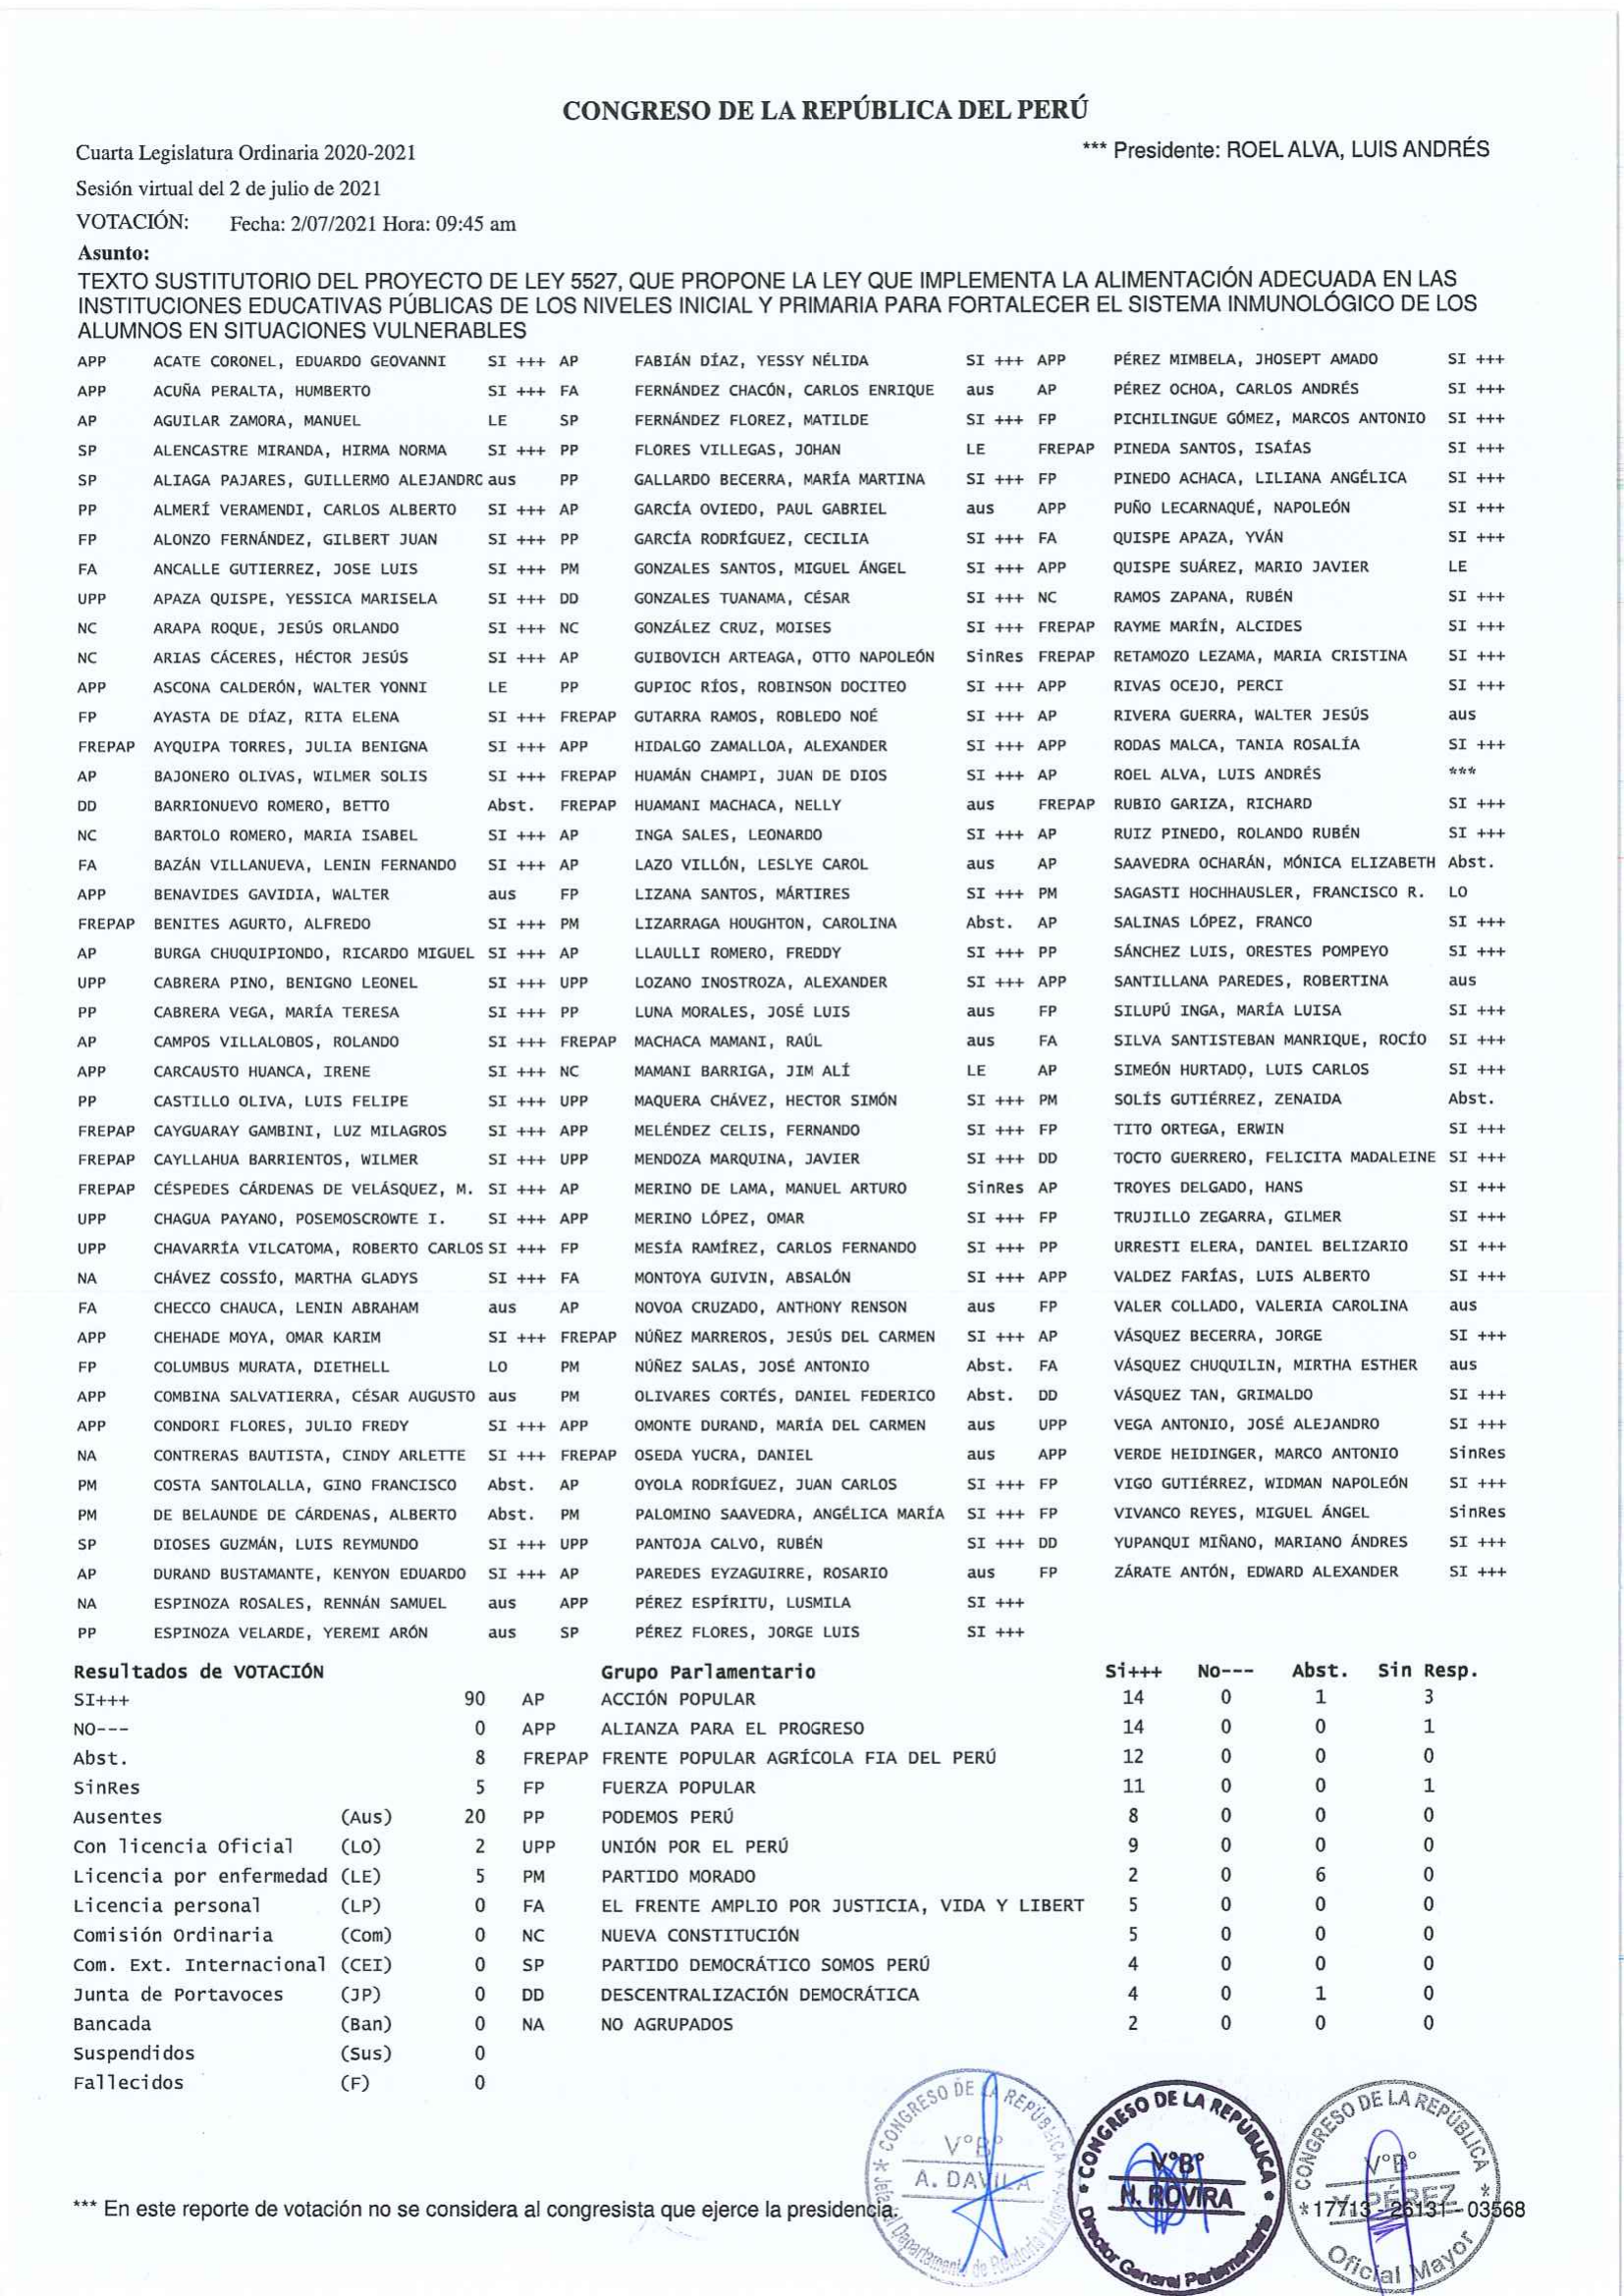 CONGRESO DE LA REPÚBLICA DEL PERÚ
Cuarta Legislatura Ordinaria 2020-2021 *** Presidente: ROEL ALVA, LUIS ANDRÉS
Sesión virtual del 2 de julio de 2021
VOTACIÓN: Fecha: 2/07/2021 Hora: 09:45 am
Asunto:
TEXTO SUSTITUTORIO DEL PROYECTO DE LEY 5527, QUE PROPONE LA LEY QUE IMPLEMENTA LA ALIMENTACIÓN ADECUADA EN LAS
INSTITUCIONES EDUCATIVAS PÚBLICAS DE LOS NIVELES INICIAL Y PRIMARIA PARA FORTALECER EL SISTEMA INMUNOLÓGICO DE LOS
ALUMNOS EN SITUACIONES VULNERABLES
APP ACATE CORONEL, EDUARDO GEOVANNI SI +++ AP FABIÁN DÍAZ, YESSY NÉLIDA SI +++ APP PÉREZ MIMBELA, JHOSEPT AMADO SI +++
APP ACUÑA PERALTA, HUMBERTO SI +++ FA FERNÁNDEZ CHACÓN, CARLOS ENRIQUE aus AP PÉREZ OCHOA, CARLOS ANDRÉS SI +++
AP AGUILAR ZAMORA, MANUEL LE SP FERNÁNDEZ FLOREZ, MATILDE SI +++ FP PICHILINGUE GÓMEZ, MARCOS ANTONIO SI +++
SP ALENCASTRE MIRANDA, HIRMA NORMA SI +++ PP FLORES VILLEGAS, JOHAN LE FREPAP PINEDA SANTOS, ISAÍAS SI +++
SP ALIAGA PAJARES, GUILLERMO ALEJANDRO aus PP GALLARDO BECERRA, MARÍA MARTINA SI +++ FP PINEDO ACHACA, LILIANA ANGÉLICA SI +++
PP ALMERÍ VERAMENDI, CARLOS ALBERTO SI +++ AP GARCÍA OVIEDO, PAUL GABRIEL aus APP PUÑO LECARNAQUÉ, NAPOLEÓN SI +++
FP ALONZO FERNÁNDEZ, GILBERT JUAN SI +++ PP GARCÍA RODRÍGUEZ, CECILIA SI +++ FA QUISPE APAZA, YVÁN SI +++
FA ANCALLE GUTIERREZ, JOSE LUIS SI +++ PM GONZALES SANTOS, MIGUEL ÁNGEL SI +++ APP QUISPE SUÁREZ, MARIO JAVIER LE
UPP APAZA QUISPE, YESSICA MARISELA SI +++ DD GONZALES TUANAMA, CÉSAR SI +++ NC RAMOS ZAPANA, RUBÉN SI +++
NC ARAPA ROQUE, JESÚS ORLANDO SI +++ NC GONZÁLEZ CRUZ, MOISES SI +++ FREPAP RAYME MARÍN, ALCIDES SI +++
NC ARIAS CÁCERES, HÉCTOR JESÚS SI +++ AP GUIBOVICH ARTEAGA, OTTO NAPOLEÓN SinRes FREPAP RETAMOZO LEZAMA, MARIA CRISTINA SI +++
APP ASCONA CALDERÓN, WALTER YONNI LE PP GUPIOC RÍOS, ROBINSON DOCITEO SI +++ APP RIVAS OCEJO, PERCI SI +++
FP AYASTA DE DÍAZ, RITA ELENA SI +++ FREPAP GUTARRA RAMOS, ROBLEDO NOÉ SI +++ AP RIVERA GUERRA, WALTER JESÚS aus
FREPAP AYQUIPA TORRES, JULIA BENIGNA SI +++ APP HIDALGO ZAMALLOA, ALEXANDER SI +++ APP RODAS MALCA, TANIA ROSALÍA SI +++
AP BAJONERO OLIVAS, WILMER SOLIS SI +++ FREPAP HUAMÁN CHAMPI, JUAN DE DIOS SI +++ AP ROEL ALVA, LUIS ANDRÉS ***
DD BARRIONUEVO ROMERO, BETTO Abst. FREPAP HUAMANI MACHACA, NELLY aus FREPAP RUBIO GARIZA, RICHARD SI +++
NC BARTOLO ROMERO, MARIA ISABEL SI +++ AP INGA SALES, LEONARDO SI +++ AP RUIZ PINEDO, ROLANDO RUBÉN SI +++
FA BAZÁN VILLANUEVA, LENIN FERNANDO SI +++ AP LAZO VILLÓN, LESLYE CAROL aus AP SAAVEDRA OCHARÁN, MÓNICA ELIZABETH Abst.
APP BENAVIDES GAVIDIA, WALTER aus FP LIZANA SANTOS, MÁRTIRES SI +++ PM SAGASTI HOCHHAUSLER, FRANCISCO R. LO
FREPAP BENITES AGURTO, ALFREDO SI +++ PM LIZARRAGA HOUGHTON, CAROLINA Abst. AP SALINAS LÓPEZ, FRANCO SI +++
AP BURGA CHUQUIPIONDO, RICARDO MIGUEL SI +++ AP LLAULLI ROMERO, FREDDY SI +++ PP SÁNCHEZ LUIS, ORESTES POMPEYO SI +++
UPP CABRERA PINO, BENIGNO LEONEL SI +++ UPP LOZANO INOSTROZA, ALEXANDER SI +++ APP SANTILLANA PAREDES, ROBERTINA aus
PP CABRERA VEGA, MARÍA TERESA SI +++ PP LUNA MORALES, JOSÉ LUIS aus FP SILUPÚ INGA, MARÍA LUISA SI +++
AP CAMPOS VILLALOBOS, ROLANDO SI +++ FREPAP MACHACA MAMANI, RAÚL aus FA SILVA SANTISTEBAN MANRIQUE, ROCÍO SI +++
APP CARCAUSTO HUANCA, IRENE SI +++ NC MAMANI BARRIGA, JIM ALÍ LE AP SIMEÓN HURTADO, LUIS CARLOS SI +++
PP CASTILLO OLIVA, LUIS FELIPE SI +++ UPP MAQUERA CHÁVEZ, HECTOR SIMÓN SI +++ PM SOLÍS GUTIÉRREZ, ZENAIDA Abst.
FREPAP CAYGUARAY GAMBINI, LUZ MILAGROS SI +++ APP MELÉNDEZ CELIS, FERNANDO SI +++ FP TITO ORTEGA, ERWIN SI +++
FREPAP CAYLLAHUA BARRIENTOS, WILMER SI +++ UPP MENDOZA MARQUINA, JAVIER SI +++ DD TOCTO GUERRERO, FELICITA MADALEINE SI +++
FREPAP CÉSPEDES CÁRDENAS DE VELÁSQUEZ, M. SI +++ AP MERINO DE LAMA, MANUEL ARTURO SinRes AP TROYES DELGADO, HANS SI +++
UPP CHAGUA PAYANO, POSEMOSCROWTE I. SI +++ APP MERINO LÓPEZ, OMAR SI +++ FP TRUJILLO ZEGARRA, GILMER SI +++
UPP CHAVARRÍA VILCATOMA, ROBERTO CARLOS SI +++ FP MESÍA RAMÍREZ, CARLOS FERNANDO SI +++ PP URRESTI ELERA, DANIEL BELIZARIO SI +++
NA CHÁVEZ COSSÍO, MARTHA GLADYS SI +++ FA MONTOYA GUIVIN, ABSALÓN SI +++ APP VALDEZ FARÍAS, LUIS ALBERTO SI +++
FA CHECCO CHAUCA, LENIN ABRAHAM aus AP NOVOA CRUZADO, ANTHONY RENSON aus FP VALER COLLADO, VALERIA CAROLINA aus
APP CHEHADE MOYA, OMAR KARIM SI +++ FREPAP NÚÑEZ MARREROS, JESÚS DEL CARMEN SI +++ AP VÁSQUEZ BECERRA, JORGE SI +++
FP COLUMBUS MURATA, DIETHELL LO PM NÚÑEZ SALAS, JOSÉ ANTONIO Abst. FA VÁSQUEZ CHUQUILIN, MIRTHA ESTHER aus
APP COMBINA SALVATIERRA, CÉSAR AUGUSTO aus PM OLIVARES CORTÉS, DANIEL FEDERICO Abst. DD VÁSQUEZ TAN, GRIMALDO SI +++
APP CONDORI FLORES, JULIO FREDY SI +++ APP OMONTE DURAND, MARÍA DEL CARMEN aus UPP VEGA ANTONIO, JOSÉ ALEJANDRO SI +++
NA CONTRERAS BAUTISTA, CINDY ARLETTE SI +++ FREPAP OSEDA YUCRA, DANIEL aus APP VERDE HEIDINGER, MARCO ANTONIO SinRes
PM COSTA SANTOLALLA, GINO FRANCISCO Abst. AP OYOLA RODRÍGUEZ, JUAN CARLOS SI +++ FP VIGO GUTIÉRREZ, WIDMAN NAPOLEÓN SI +++
PM DE BELAUNDE DE CÁRDENAS, ALBERTO Abst. PM PALOMINO SAAVEDRA, ANGÉLICA MARÍA SI +++ FP VIVANCO REYES, MIGUEL ÁNGEL SinRes
SP DIOSES GUZMÁN, LUIS REYMUNDO SI +++ UPP PANTOJA CALVO, RUBÉN SI +++ DD YUPANQUI MIÑANO, MARIANO ÁNDRES SI +++
AP DURAND BUSTAMANTE, KENYON EDUARDO SI +++ AP PAREDES EYZAGUIRRE, ROSARIO aus FP ZÁRATE ANTÓN, EDWARD ALEXANDER SI +++
NA ESPINOZA ROSALES, RENNÁN SAMUEL aus APP PÉREZ ESPÍRITU, LUSMILA SI +++
PP ESPINOZA VELARDE, YEREMI ARÓN aus SP PÉREZ FLORES, JORGE LUIS SI +++
Resultados de VOTACIÓN Grupo Parlamentario Si+++ No--- Abst. Sin Resp.
SI+++ 90 AP ACCIÓN POPULAR 14 0 1 3
NO--- 0 APP ALIANZA PARA EL PROGRESO 14 0 0 1
Abst. 8 FREPAP FRENTE POPULAR AGRÍCOLA FIA DEL PERÚ 12 0 0 0
SinRes 5 FP FUERZA POPULAR 11 0 0 1
Ausentes (Aus) 20 PP PODEMOS PERÚ 8 0 0 0
Con licencia Oficial (LO) 2 UPP UNIÓN POR EL PERÚ 9 0 0 0
Licencia por enfermedad (LE) 5 PM PARTIDO MORADO 2 0 6 0
Licencia personal (LP) 0 FA EL FRENTE AMPLIO POR JUSTICIA, VIDA Y LIBERT 5 0 0 0
Comisión Ordinaria (Com) 0 NC NUEVA CONSTITUCIÓN 5 0 0 0
Com. Ext. Internacional (CEI) 0 SP PARTIDO DEMOCRÁTICO SOMOS PERÚ 4 0 0 0
Junta de Portavoces (JP) 0 DD DESCENTRALIZACIÓN DEMOCRÁTICA 4 0 1 0
Bancada (Ban) 0 NA NO AGRUPADOS 2 0 0 0
Suspendidos (Sus) 0
Fallecidos (F) 0
CONGRESO DE LA REPÚBLICA
V°B°
A. DAVILA
Jefa del Departamento de Relatoría y
CONGRESO DE LA REPÚBLICA
V°B°
H. ROVIRA
Director General Parlamentario
CONGRESO DE LA REPÚBLICA
V°B°
Y. PÉREZ
Oficial Mayor
*** En este reporte de votación no se considera al congresista que ejerce la presidencia. 17713 - 26131 - 03568